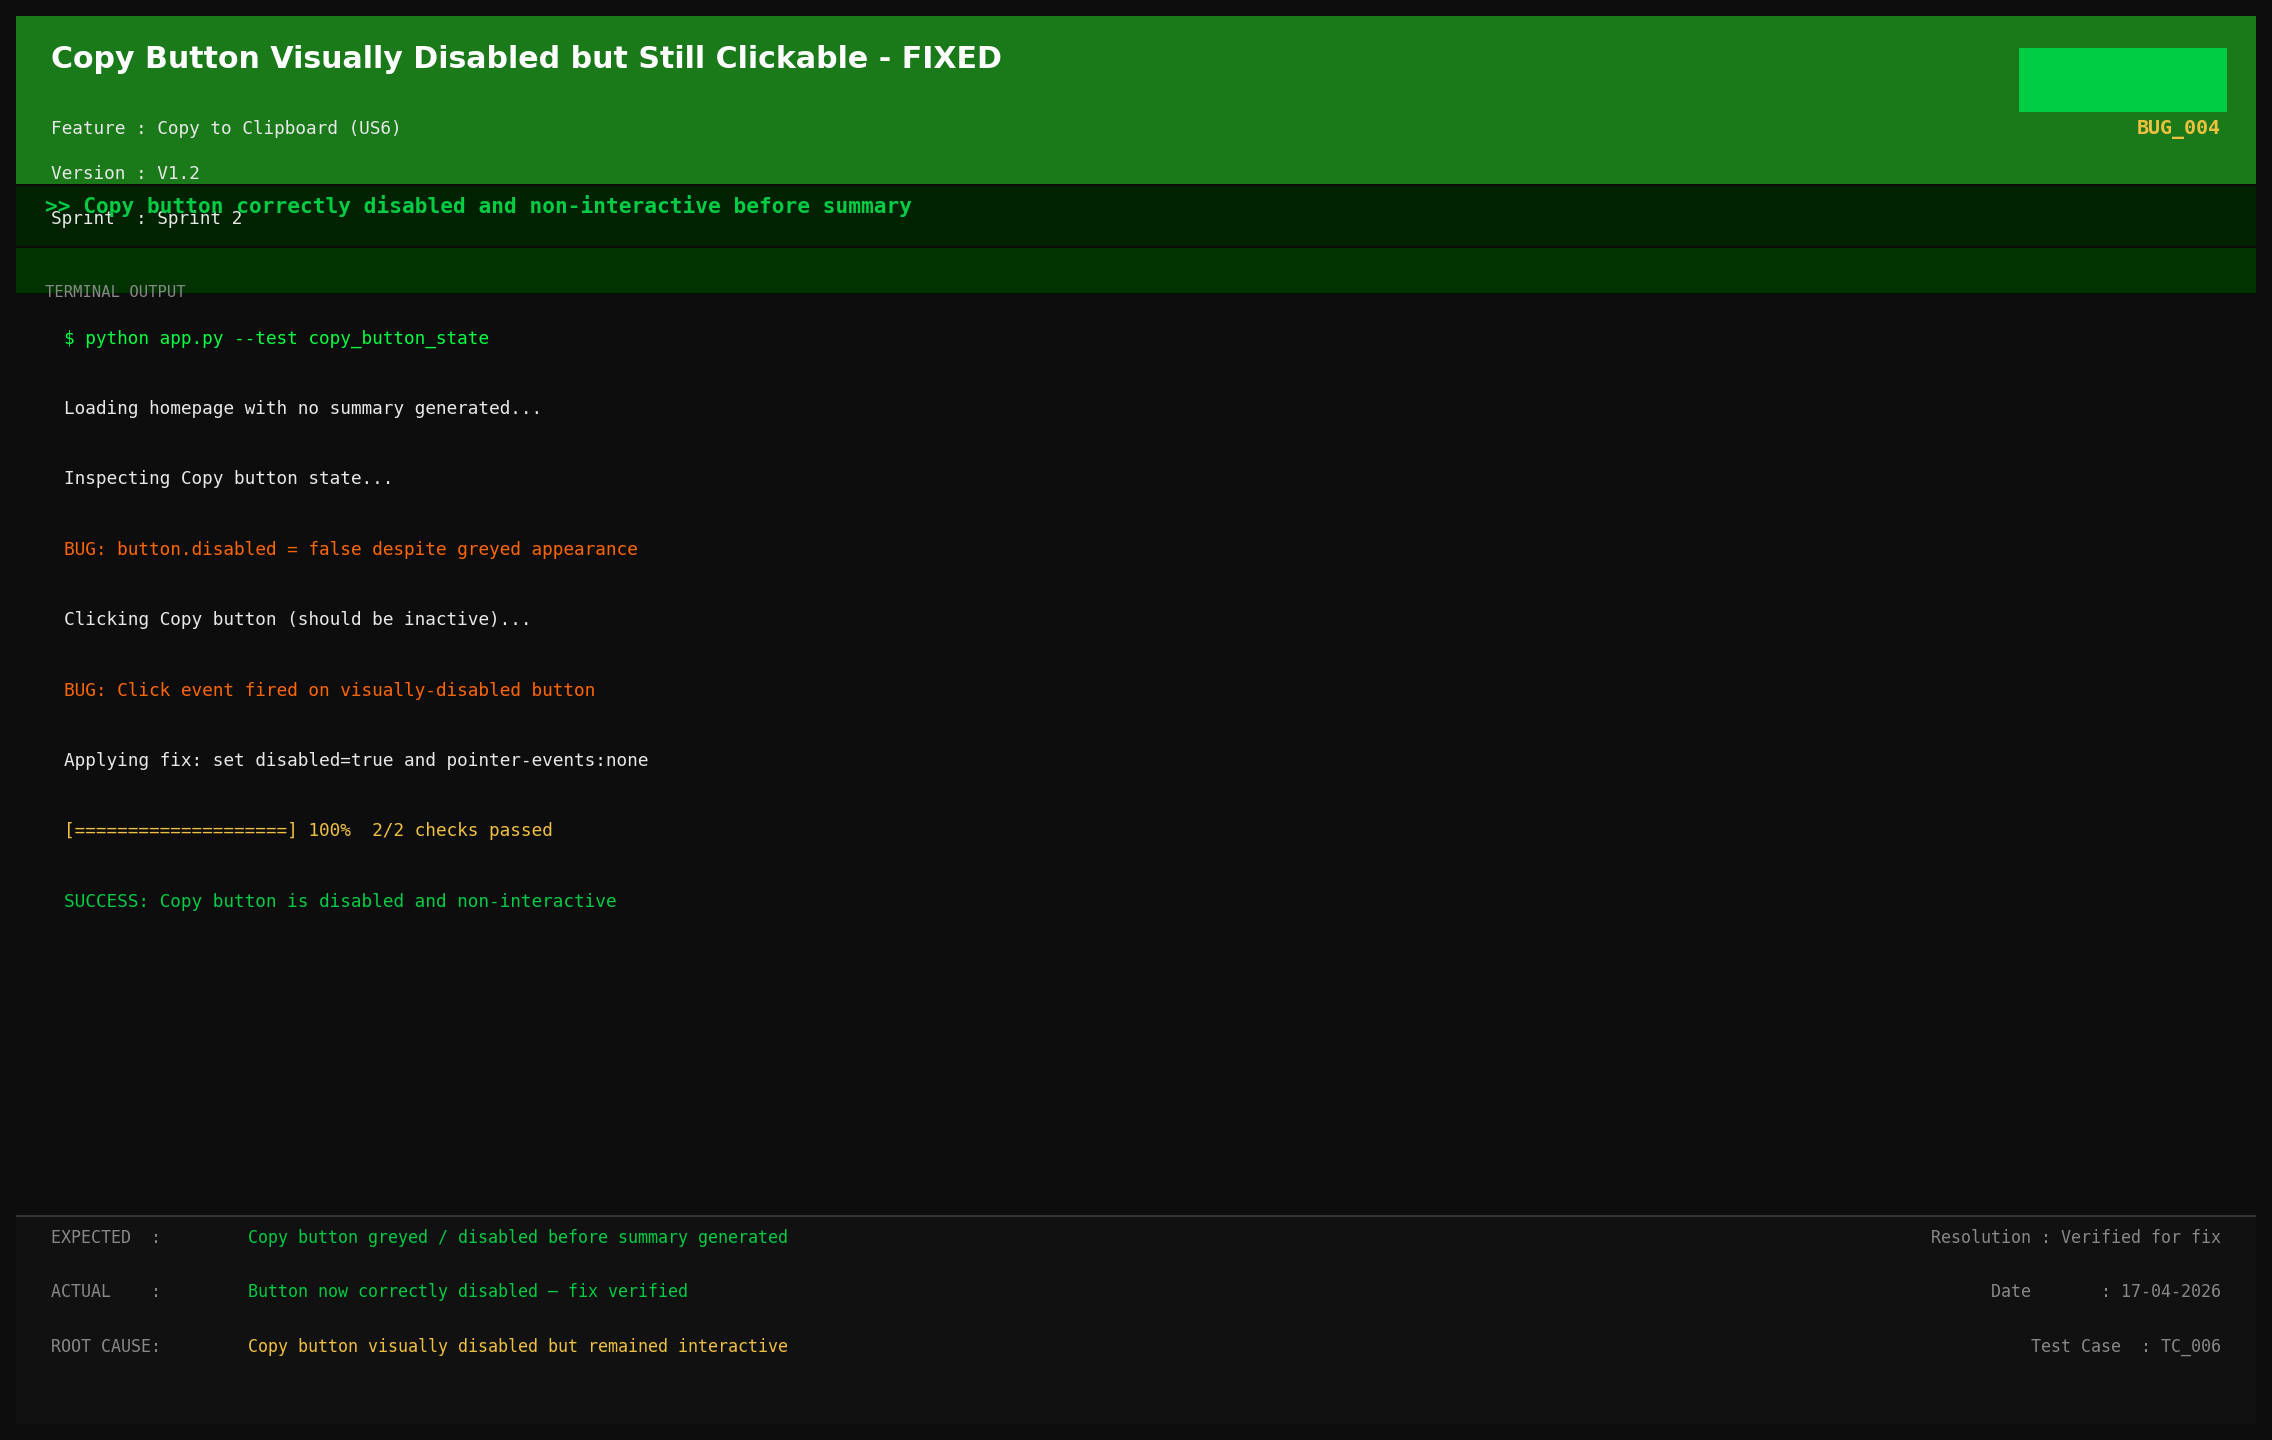 Copy Button Visually Disabled but Still Clickable - FIXED
Feature : Copy to Clipboard (US6)
BUG_004
Version : V1.2
>> Copy button correctly disabled and non-interactive before summary
Sprint  : Sprint 2
TERMINAL OUTPUT
$ python app.py --test copy_button_state
Loading homepage with no summary generated...
Inspecting Copy button state...
BUG: button.disabled = false despite greyed appearance
Clicking Copy button (should be inactive)...
BUG: Click event fired on visually-disabled button
Applying fix: set disabled=true and pointer-events:none
[====================] 100%  2/2 checks passed
SUCCESS: Copy button is disabled and non-interactive
EXPECTED  : Copy button greyed / disabled before summary generated
Resolution : Verified for fix
ACTUAL    : Button now correctly disabled — fix verified
Date       : 17-04-2026
ROOT CAUSE: Copy button visually disabled but remained interactive
Test Case  : TC_006